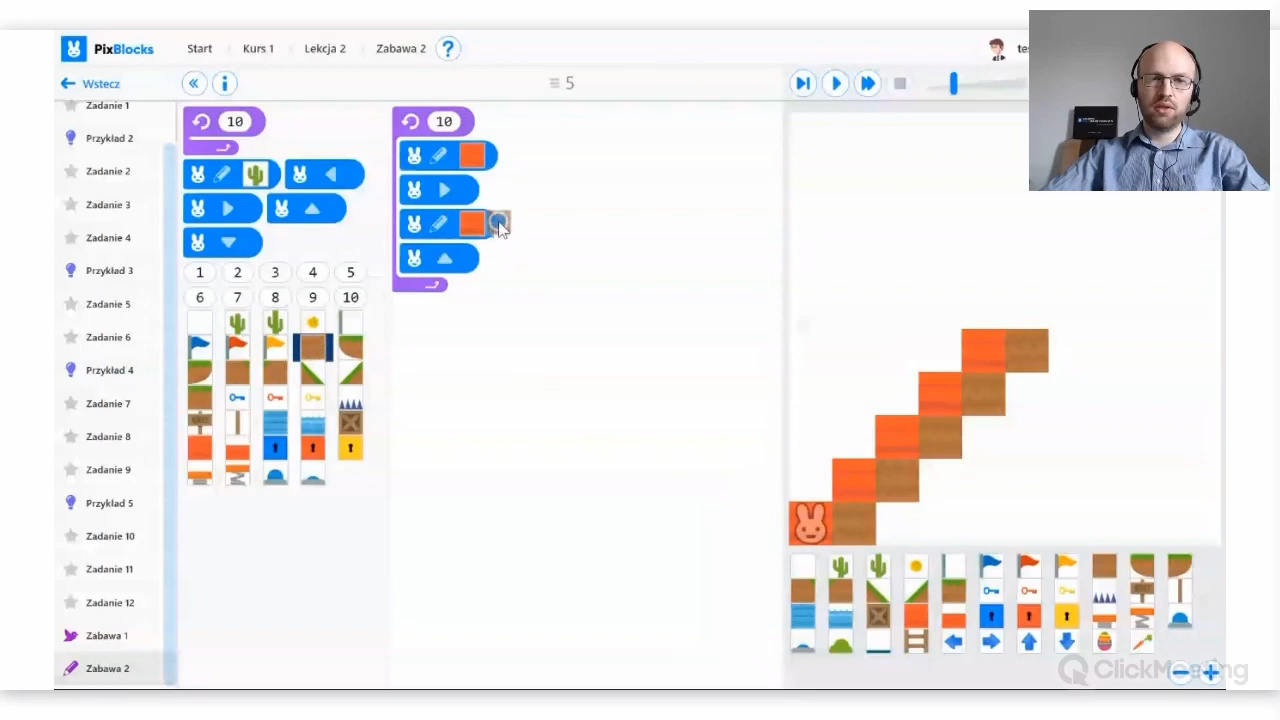 PixBlocks Start Kurs 1 Lekcja 2 Zabawa 2 ?
Wstecz 5
Zadanie 1
Przykład 2
Zadanie 2
Zadanie 3
Zadanie 4
Przykład 3
Zadanie 5
Zadanie 6
Przykład 4
Zadanie 7
Zadanie 8
Zadanie 9
Przykład 5
Zadanie 10
Zadanie 11
Zadanie 12
Zabawa 1
Zabawa 2
10
1 2 3 4 5
6 7 8 9 10
10
ClickMeeting